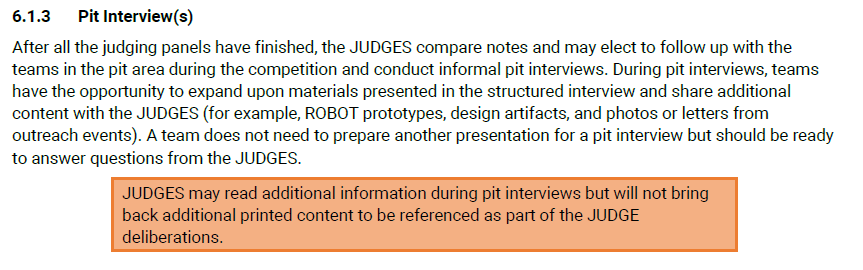 6.1.3 Pit Interview(s)
After all the judging panels have finished, the JUDGES compare notes and may elect to follow up with the
teams in the pit area during the competition and conduct informal pit interviews. During pit interviews, teams
have the opportunity to expand upon materials presented in the structured interview and share additional
content with the JUDGES (for example, ROBOT prototypes, design artifacts, and photos or letters from
outreach events). A team does not need to prepare another presentation for a pit interview but should be ready
to answer questions from the JUDGES.
JUDGES may read additional information during pit interviews but will not bring
back additional printed content to be referenced as part of the JUDGE
deliberations.